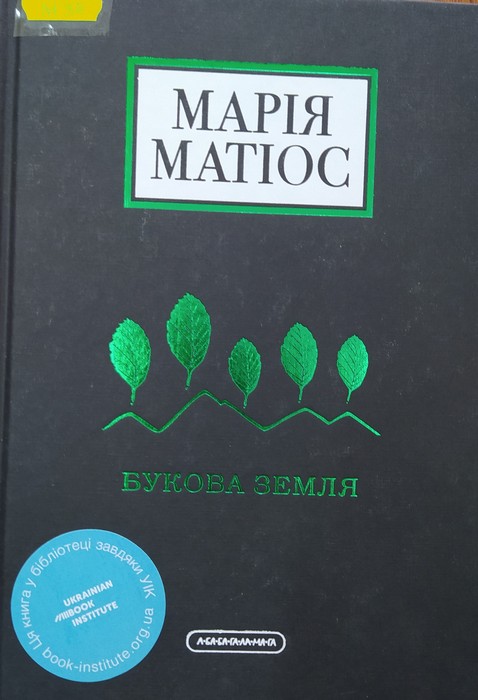 МАРІЯ
МАТІОС
БУКОВА ЗЕМЛЯ
Ця книга у бібліотеці завдяки УІК
UKRAINIAN
BOOK
INSTITUTE
book-institute.org.ua
А-БА-БА-ГА-ЛА-МА-ГА